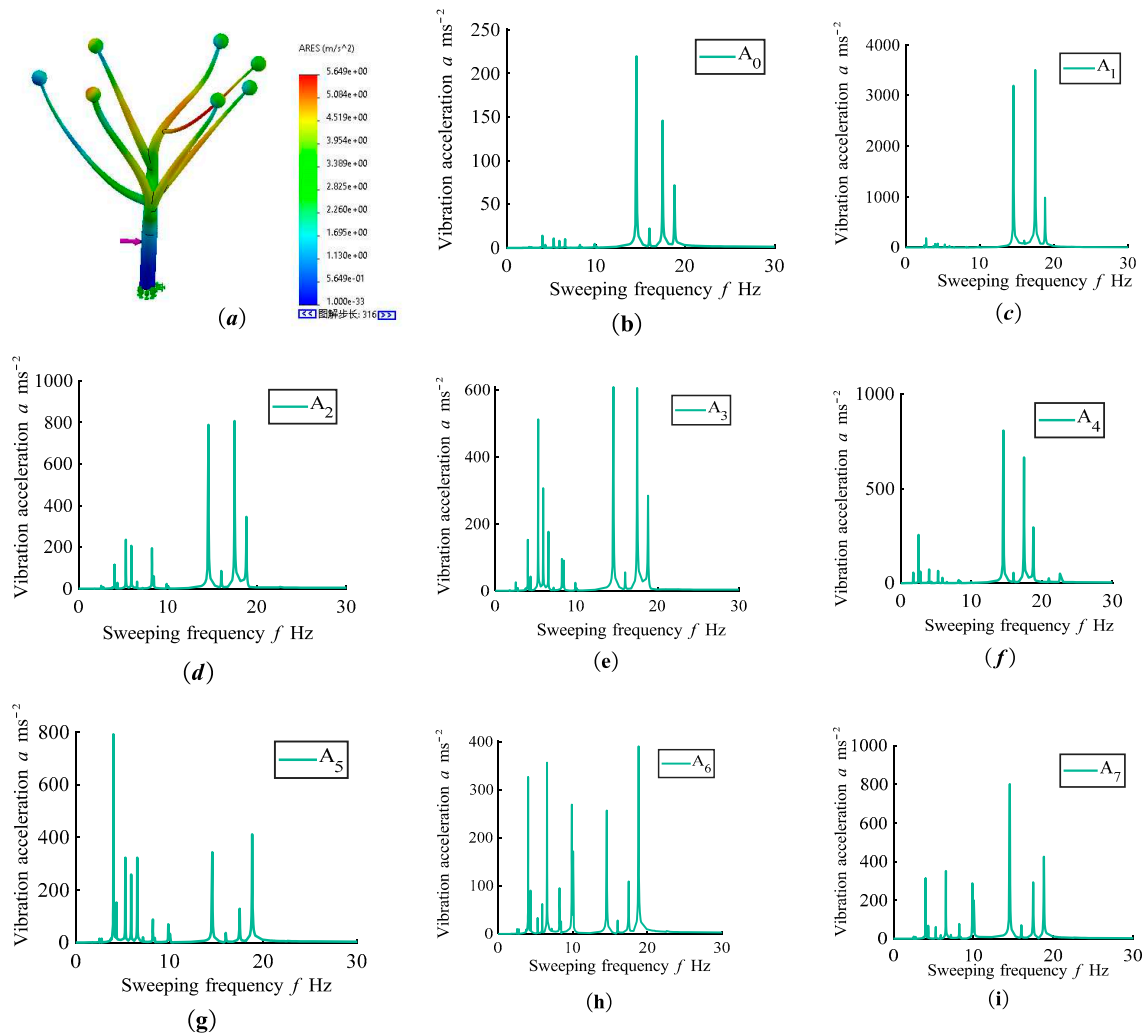 ARES (m/s^2)
5.649e+00
5.084e+00
4.519e+00
3.954e+00
3.389e+00
2.825e+00
2.260e+00
1.695e+00
1.130e+00
5.649e-01
1.000e-33
<< 图解步长: 316 >>
(a)
Vibration acceleration a ms⁻²
250
200
150
100
50
0
0 10 20 30
A₀
Sweeping frequency f Hz
(b)
Vibration acceleration a ms⁻²
4000
3000
2000
1000
0
0 10 20 30
A₁
Sweeping frequency f Hz
(c)
Vibration acceleration a ms⁻²
1000
800
600
400
200
0
0 10 20 30
A₂
Sweeping frequency f Hz
(d)
Vibration acceleration a ms⁻²
600
400
200
0
0 10 20 30
A₃
Sweeping frequency f Hz
(e)
Vibration acceleration a ms⁻²
1000
500
0
0 10 20 30
A₄
Sweeping frequency f Hz
(f)
Vibration acceleration a ms⁻²
800
600
400
200
0
0 10 20 30
A₅
Sweeping frequency f Hz
(g)
Vibration acceleration a ms⁻²
400
300
200
100
0
0 10 20 30
A₆
Sweeping frequency f Hz
(h)
Vibration acceleration a ms⁻²
1000
800
600
400
200
0
0 10 20 30
A₇
Sweeping frequency f Hz
(i)